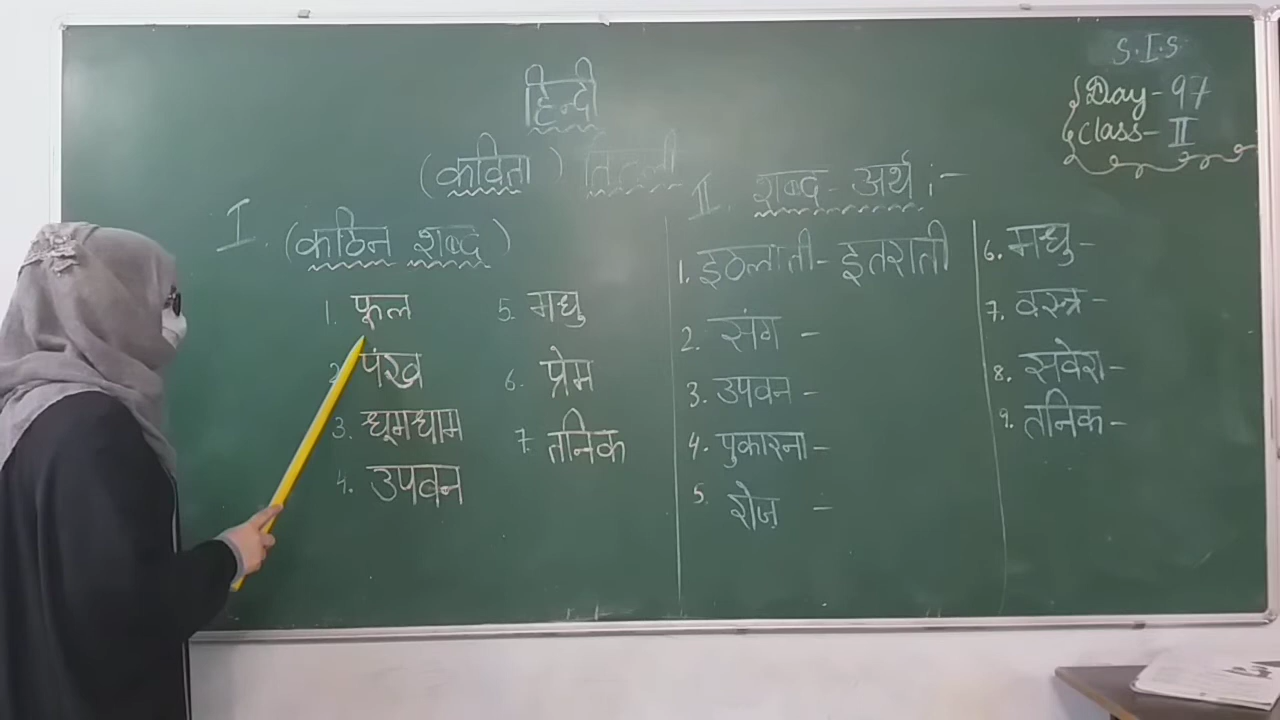 S.I.S
Day-97
Class-II
हिन्दी
(कविता) तितली
I. (कठिन शब्द)
1. फूल
2. पंख
3. धूमधाम
4. उपवन
5. मधु
6. प्रेम
7. तनिक
II. शब्द-अर्थ :-
1. इठलाती- इतराती
2. संग -
3. उपवन -
4. पुकारना-
5. रोज़ -
6. मधु-
7. वस्त्र-
8. सवेरा-
9. तनिक-